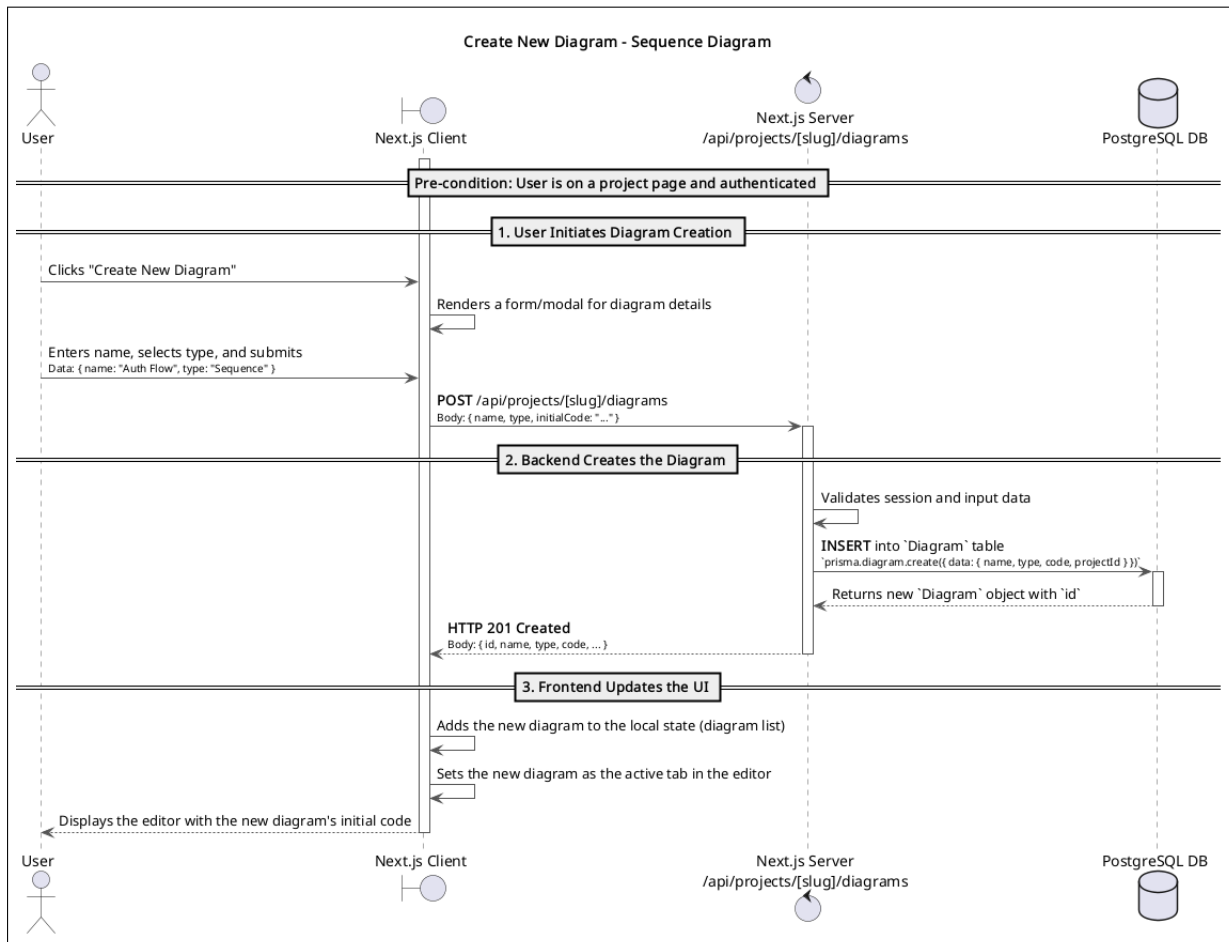 Create New Diagram - Sequence Diagram
User
Next.js Client
Next.js Server
/api/projects/[slug]/diagrams
PostgreSQL DB
Pre-condition: User is on a project page and authenticated
1. User Initiates Diagram Creation
Clicks "Create New Diagram"
Renders a form/modal for diagram details
Enters name, selects type, and submits
Data: { name: "Auth Flow", type: "Sequence" }
POST /api/projects/[slug]/diagrams
Body: { name, type, initialCode: "..." }
2. Backend Creates the Diagram
Validates session and input data
INSERT into `Diagram` table
`prisma.diagram.create({ data: { name, type, code, projectId } })`
Returns new `Diagram` object with `id`
HTTP 201 Created
Body: { id, name, type, code, ... }
3. Frontend Updates the UI
Adds the new diagram to the local state (diagram list)
Sets the new diagram as the active tab in the editor
Displays the editor with the new diagram's initial code
User
Next.js Client
Next.js Server
/api/projects/[slug]/diagrams
PostgreSQL DB